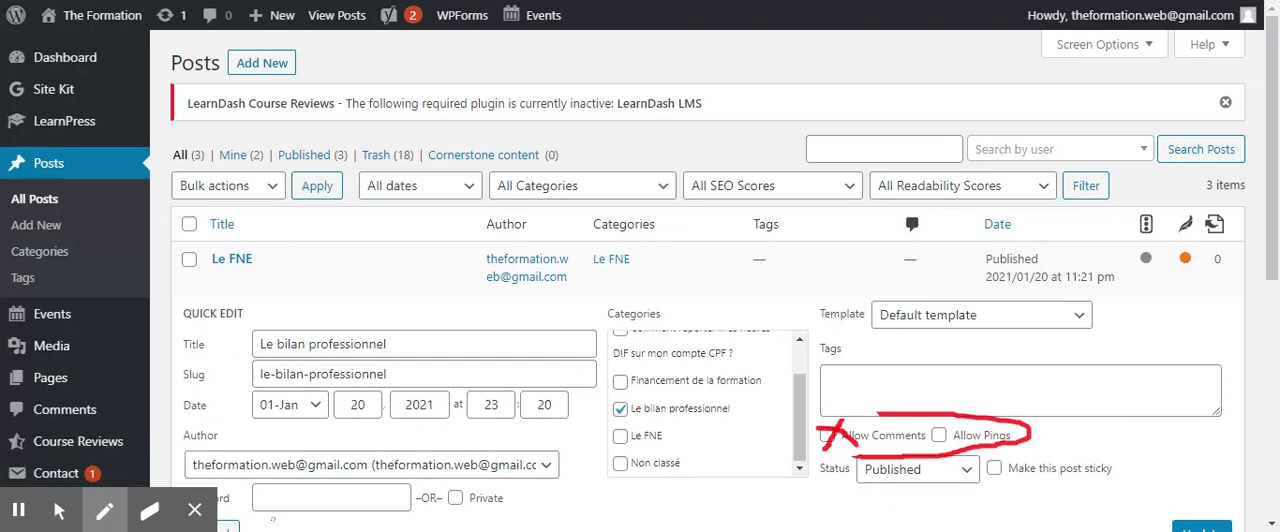 The Formation 1 0 New View Posts 2 WPForms Events Howdy, theformation.web@gmail.com
Dashboard
Site Kit
LearnPress
Posts
All Posts
Add New
Categories
Tags
Events
Media
Pages
Comments
Course Reviews
Contact 1
Screen Options Help
Posts Add New
LearnDash Course Reviews - The following required plugin is currently inactive: LearnDash LMS
All (3) | Mine (2) | Published (3) | Trash (18) | Cornerstone content (0)
Search by user Search Posts
Bulk actions Apply All dates All Categories All SEO Scores All Readability Scores Filter 3 items
Title Author Categories Tags Date
Le FNE theformation.w Le FNE — — Published 0
eb@gmail.com 2021/01/20 at 11:21 pm
QUICK EDIT
Title Le bilan professionnel
Slug le-bilan-professionnel
Date 01-Jan 20 , 2021 at 23 : 20
Author
theformation.web@gmail.com (theformation.web@gmail.cc
–OR– Private
Categories
Comment reporter mes heures
DIF sur mon compte CPF ?
Financement de la formation
Le bilan professionnel
Le FNE
Non classé
Template Default template
Tags
Allow Comments Allow Pings
Status Published Make this post sticky